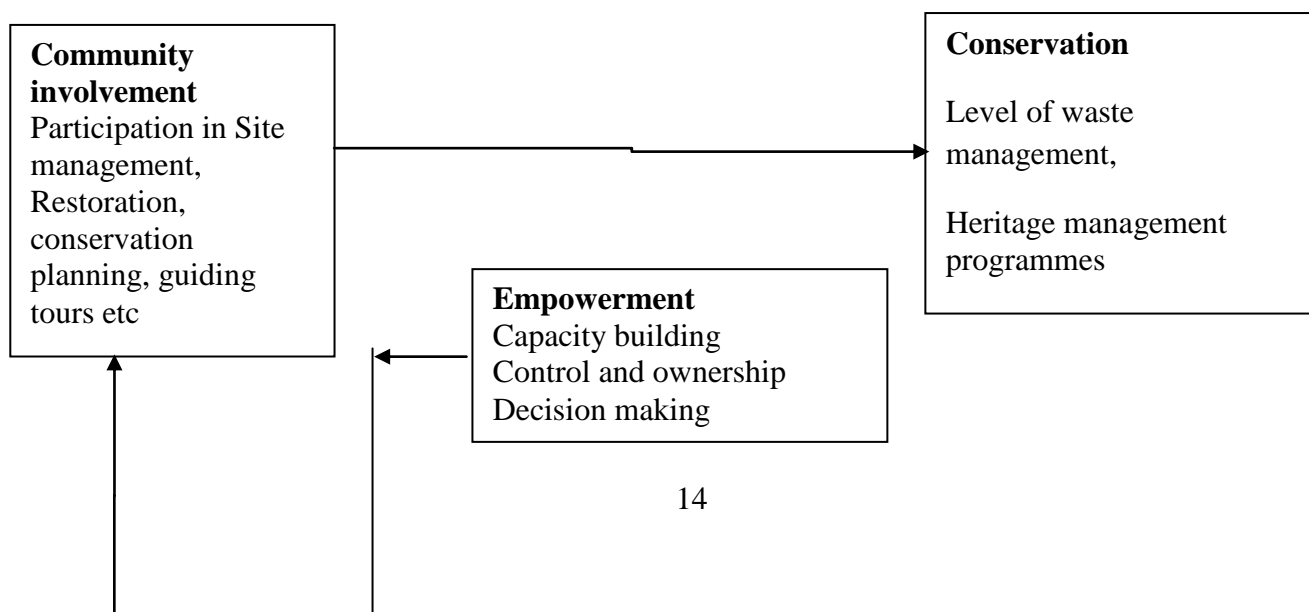 Community
involvement
Participation in Site
management,
Restoration,
conservation
planning, guiding
tours etc
Conservation
Level of waste
management,
Heritage management
programmes
Empowerment
Capacity building
Control and ownership
Decision making
14